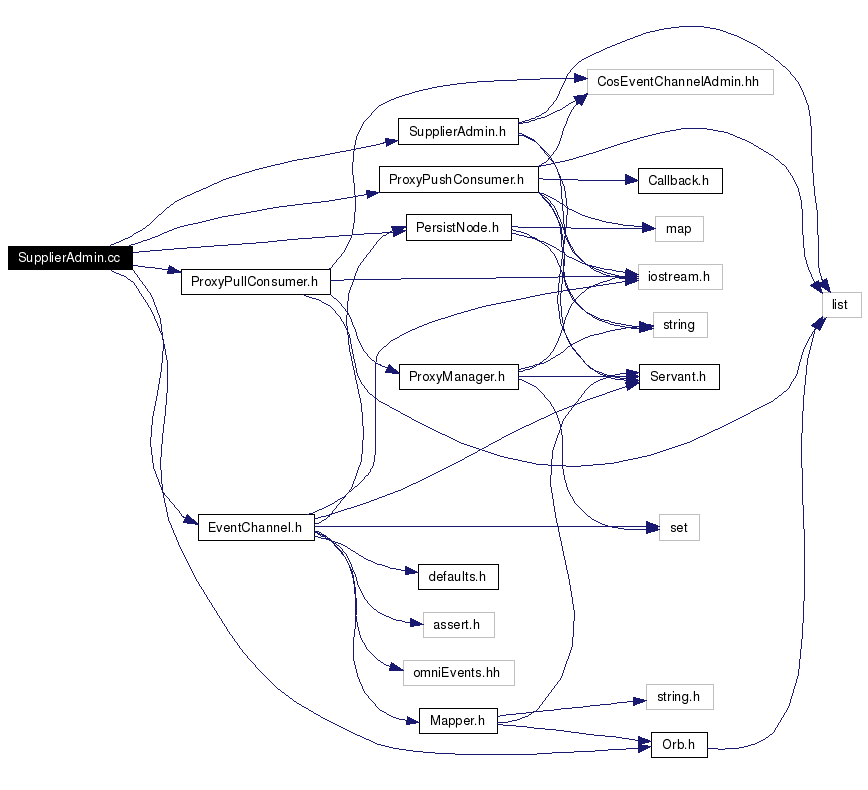 CosEventChannelAdmin.hh
SupplierAdmin.h
ProxyPushConsumer.h
Callback.h
PersistNode.h
map
SupplierAdmin.cc
ProxyPullConsumer.h
iostream.h
list
string
ProxyManager.h
Servant.h
EventChannel.h
set
defaults.h
assert.h
omniEvents.hh
string.h
Mapper.h
Orb.h